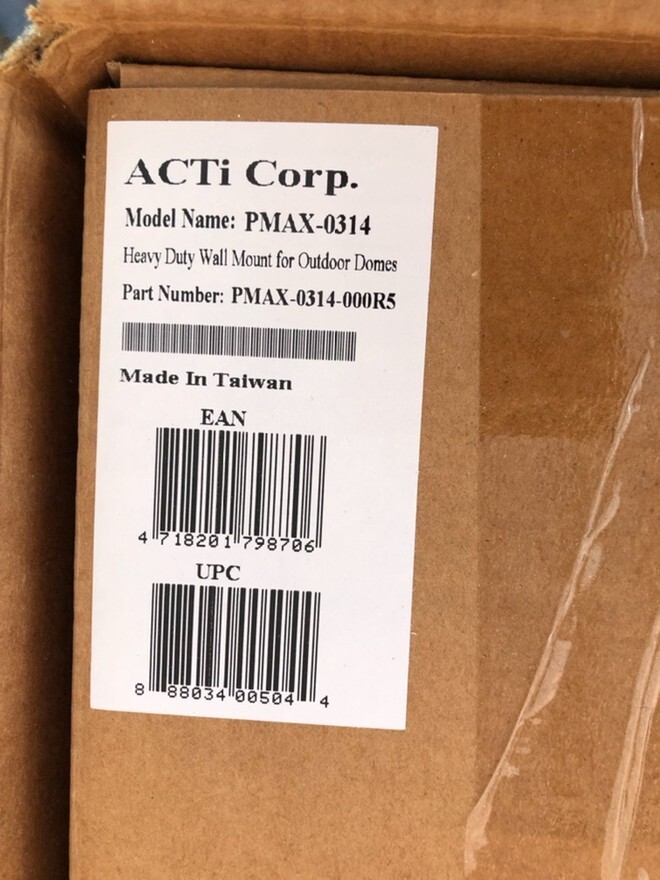 ACTi Corp.
Model Name: PMAX-0314
Heavy Duty Wall Mount for Outdoor Domes
Part Number: PMAX-0314-000R5
Made In Taiwan
EAN
4 718201 798706
UPC
8 88034 00504 4